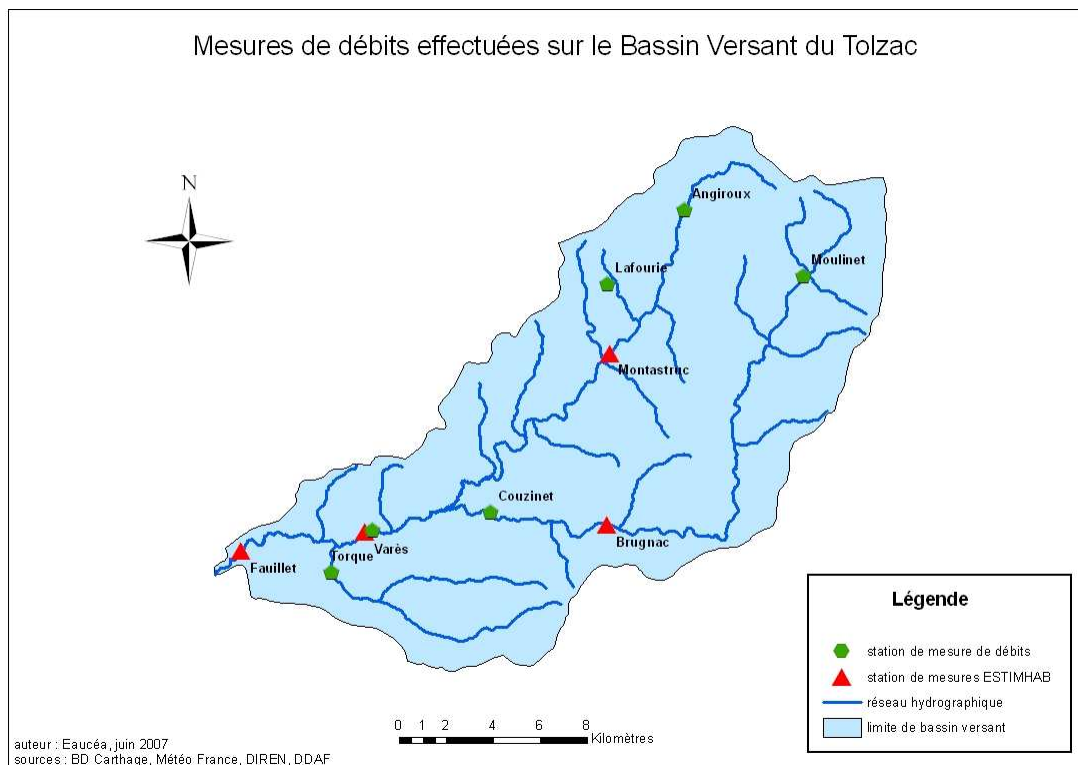 Mesures de débits effectuées sur le Bassin Versant du Tolzac
N
Angiroux
Moulinet
Lafourie
Montastruc
Couzinet
Brugnac
Varès
Torque
Fauillet
Légende
station de mesure de débits
station de mesures ESTIMHAB
réseau hydrographique
limite de bassin versant
0 1 2 4 6 8
Kilomètres
auteur : Eaucéa, juin 2007
sources : BD Carthage, Météo France, DIREN, DDAF